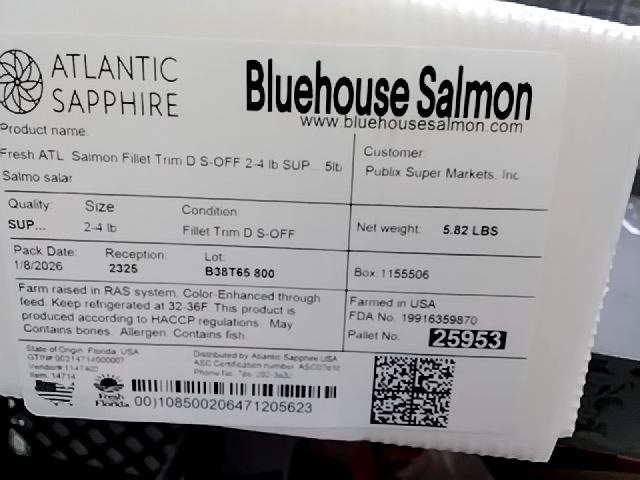 ATLANTIC
SAPPHIRE
Bluehouse Salmon
www.bluehousesalmon.com
Product name:
Fresh ATL Salmon Fillet Trim D S-OFF 2-4 lb SUP... 5lb
Salmo salar
Customer:
Publix Super Markets, Inc
Quality: Size: Condition:
SUP... 2-4 lb Fillet Trim D S-OFF
Net weight: 5.82 LBS
Pack Date: Reception: Lot:
1/8/2026 2325 B38T65 800
Box: 1155506
Farm raised in RAS system. Color-Enhanced through
feed. Keep refrigerated at 32-36F. This product is
produced according to HACCP regulations. May
Contains bones. Allergen. Contains fish
Farmed in USA
FDA No. 19916359870
Pallet No. 25953
State of Origin: Florida, USA
Distributed by Atlantic Sapphire USA
ASC Certification number:
Fresh
Florida
00)108500206471205623